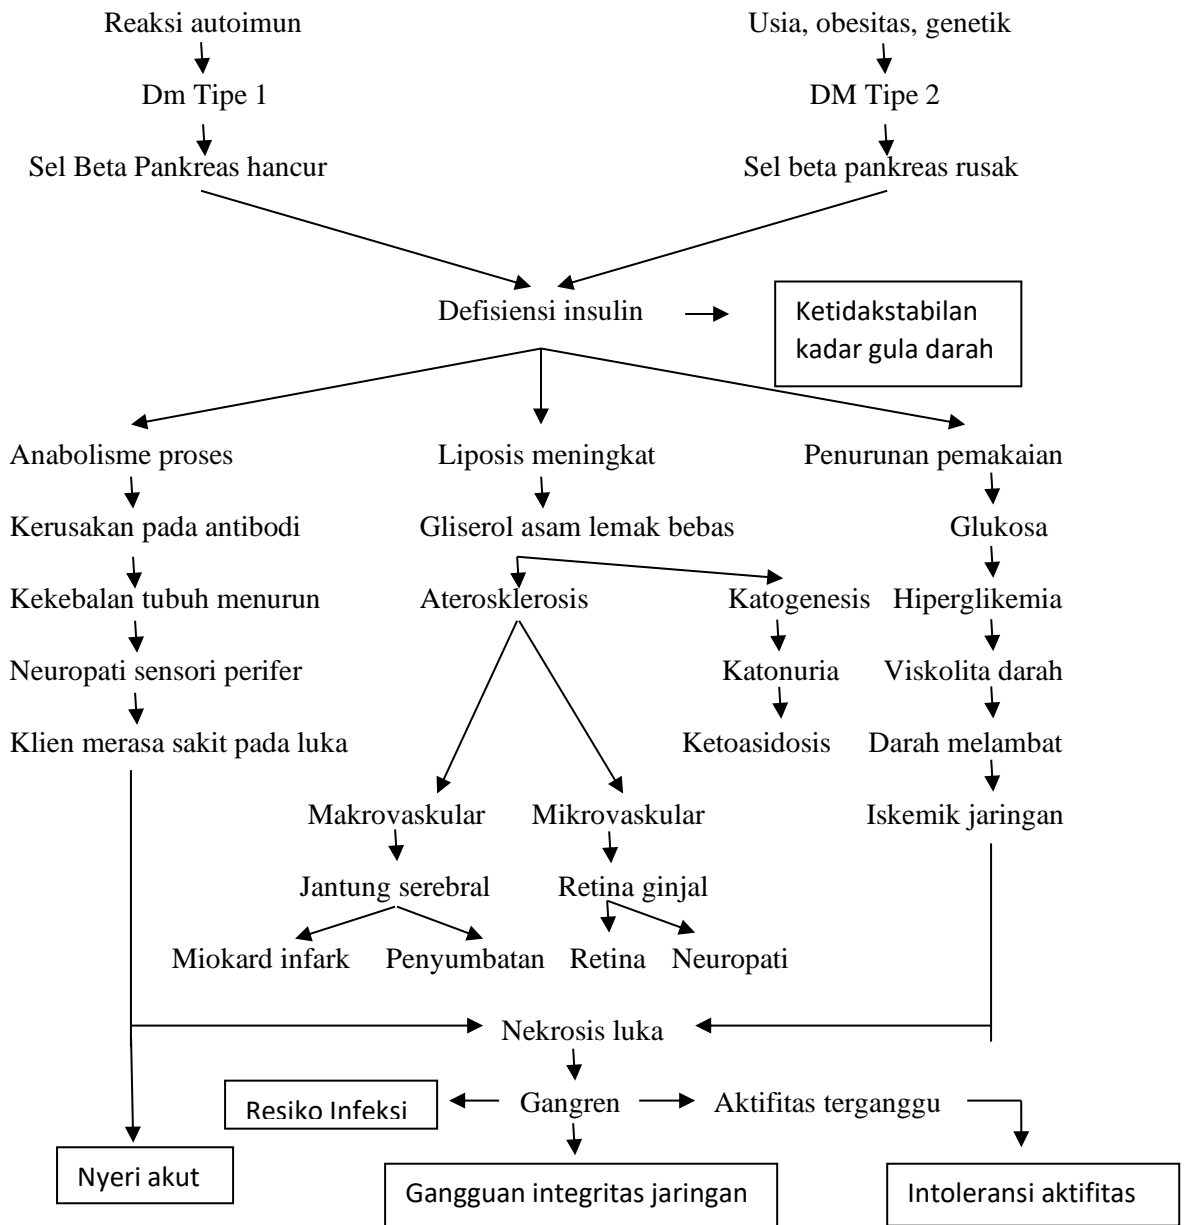 Reaksi autoimun
Usia, obesitas, genetik
Dm Tipe 1
DM Tipe 2
Sel Beta Pankreas hancur
Sel beta pankreas rusak
Defisiensi insulin
Ketidakstabilan
kadar gula darah
Anabolisme proses
Liposis meningkat
Penurunan pemakaian
Kerusakan pada antibodi
Gliserol asam lemak bebas
Glukosa
Kekebalan tubuh menurun
Aterosklerosis
Katogenesis
Hiperglikemia
Neuropati sensori perifer
Katonuria
Viskolita darah
Klien merasa sakit pada luka
Ketoasidosis
Darah melambat
Makrovaskular
Mikrovaskular
Iskemik jaringan
Jantung serebral
Retina ginjal
Miokard infark
Penyumbatan
Retina
Neuropati
Nekrosis luka
Resiko Infeksi
Gangren
Aktifitas terganggu
Nyeri akut
Gangguan integritas jaringan
Intoleransi aktifitas